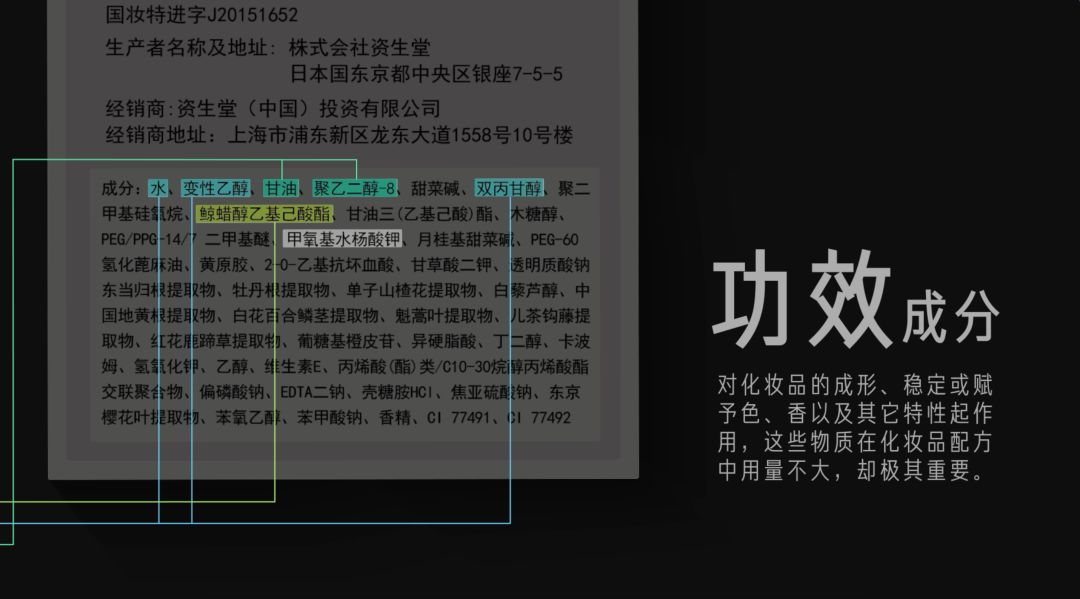 国妆特进字J20151652
生产者名称及地址: 株式会社资生堂
日本国东京都中央区银座7-5-5
经销商:资生堂（中国）投资有限公司
经销商地址: 上海市浦东新区龙东大道1558号10号楼
成分: 水、变性乙醇、甘油、聚乙二醇-8、甜菜碱、双丙甘醇、聚二
甲基硅氧烷、鲸蜡醇乙基己酸酯、甘油三(乙基己酸)酯、木糖醇、
PEG/PPG-14/7 二甲基醚、甲氧基水杨酸钾、月桂基甜菜碱、PEG-60
氢化蓖麻油、黄原胶、2-O-乙基抗坏血酸、甘草酸二钾、透明质酸钠
东当归根提取物、牡丹根提取物、单子山楂花提取物、白藜芦醇、中
国地黄根提取物、白花百合鳞茎提取物、魁蒿叶提取物、儿茶钩藤提
取物、红花鹿蹄草提取物、葡糖基橙皮苷、异硬脂酸、丁二醇、卡波
姆、氢氧化钾、乙醇、维生素E、丙烯酸(酯)类/C10-30烷醇丙烯酸酯
交联聚合物、偏磷酸钠、EDTA二钠、壳糖胺HCl、焦亚硫酸钠、东京
樱花叶提取物、苯氧乙醇、苯甲酸钠、香精、CI 77491、CI 77492
功效成分
对化妆品的成形、稳定或赋
予色、香以及其它特性起作
用，这些物质在化妆品配方
中用量不大，却极其重要。